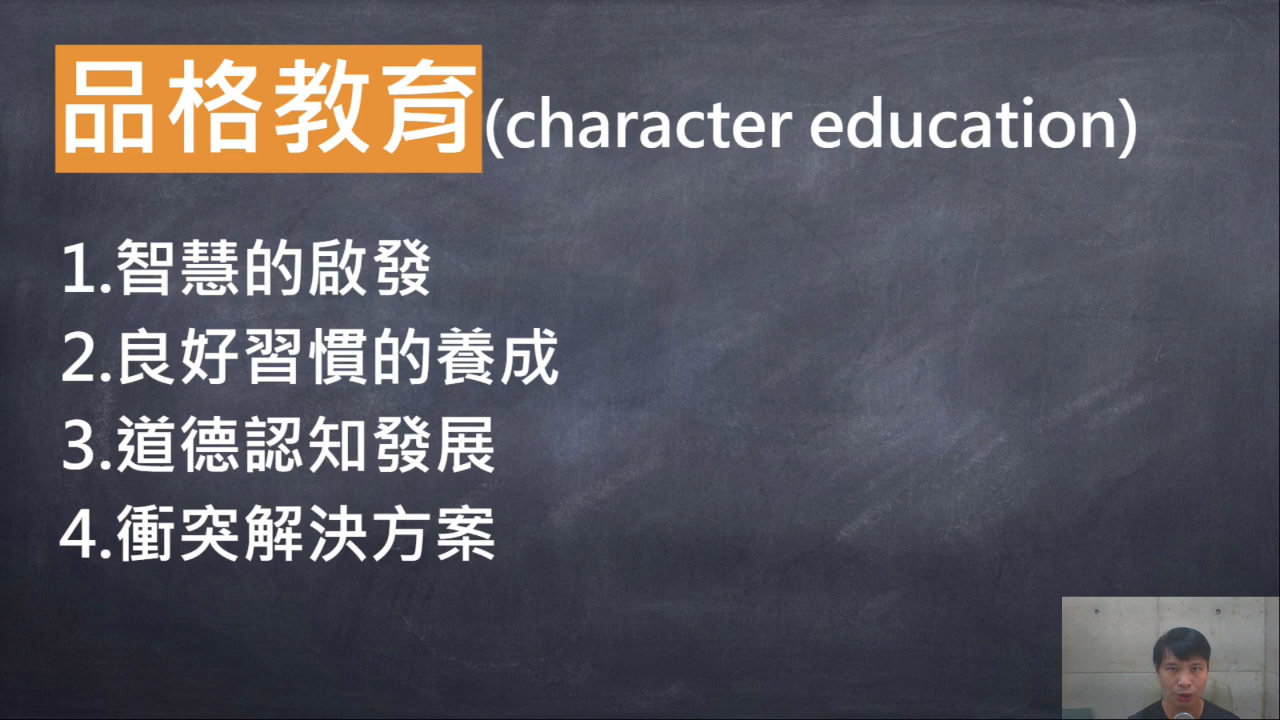 品格教育(character education)
1.智慧的啟發
2.良好習慣的養成
3.道德認知發展
4.衝突解決方案